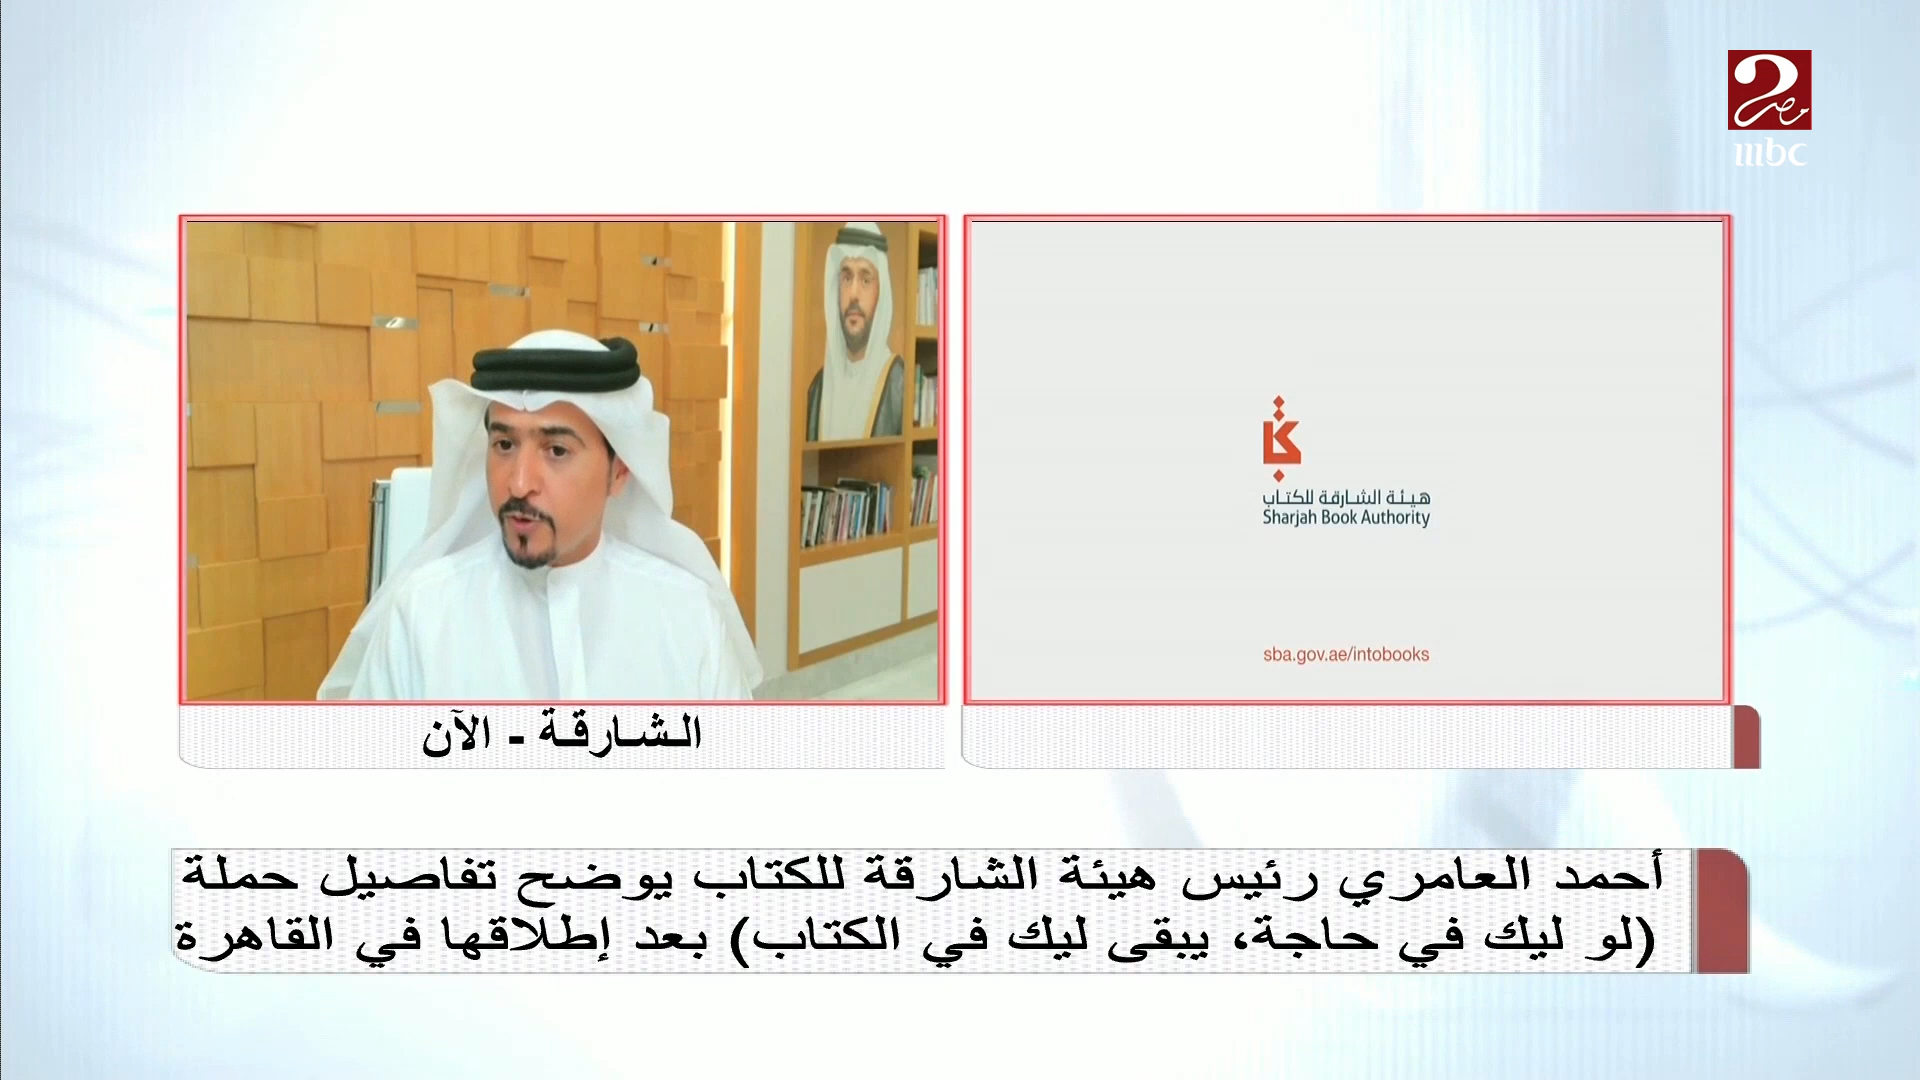 مصر
mbc
هيئة الشارقة للكتاب
Sharjah Book Authority
sba.gov.ae/intobooks
الشارقة - الآن
أحمد العامري رئيس هيئة الشارقة للكتاب يوضح تفاصيل حملة
(لو ليك في حاجة، يبقى ليك في الكتاب) بعد إطلاقها في القاهرة